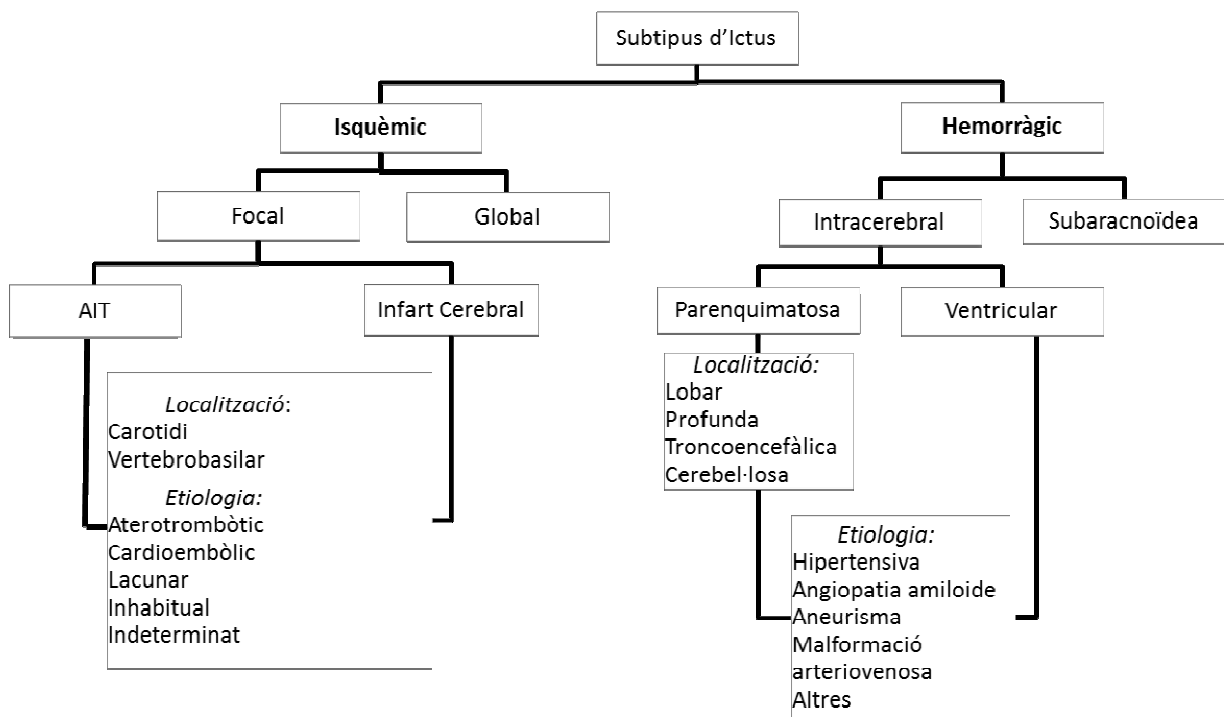 Subtipus d'Ictus
Isquèmic
Hemorràgic
Focal
Global
Intracerebral
Subaracnoïdea
AIT
Infart Cerebral
Parenquimatosa
Ventricular
Localització:
Carotidi
Vertebrobasilar
Etiologia:
Aterotrombòtic
Cardioembòlic
Lacunar
Inhabitual
Indeterminat
Localització:
Lobar
Profunda
Troncoencefàlica
Cerebel·losa
Etiologia:
Hipertensiva
Angiopatia amiloide
Aneurisma
Malformació
arteriovenosa
Altres